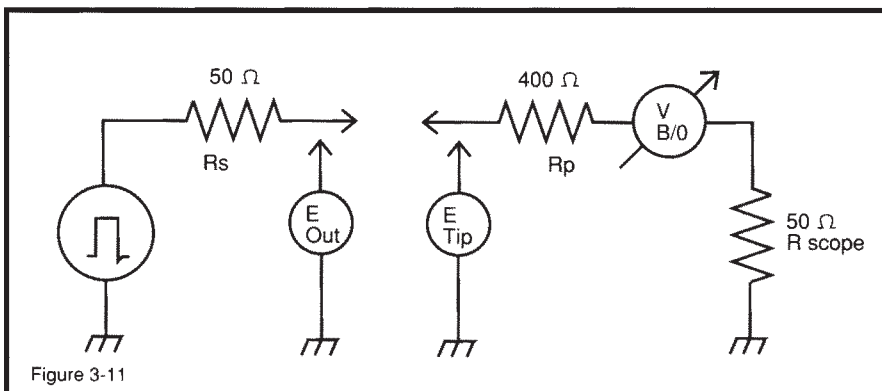 50 Ω
Rs
E
Out
E
Tip
400 Ω
Rp
V
B/0
50 Ω
R scope
Figure 3-11